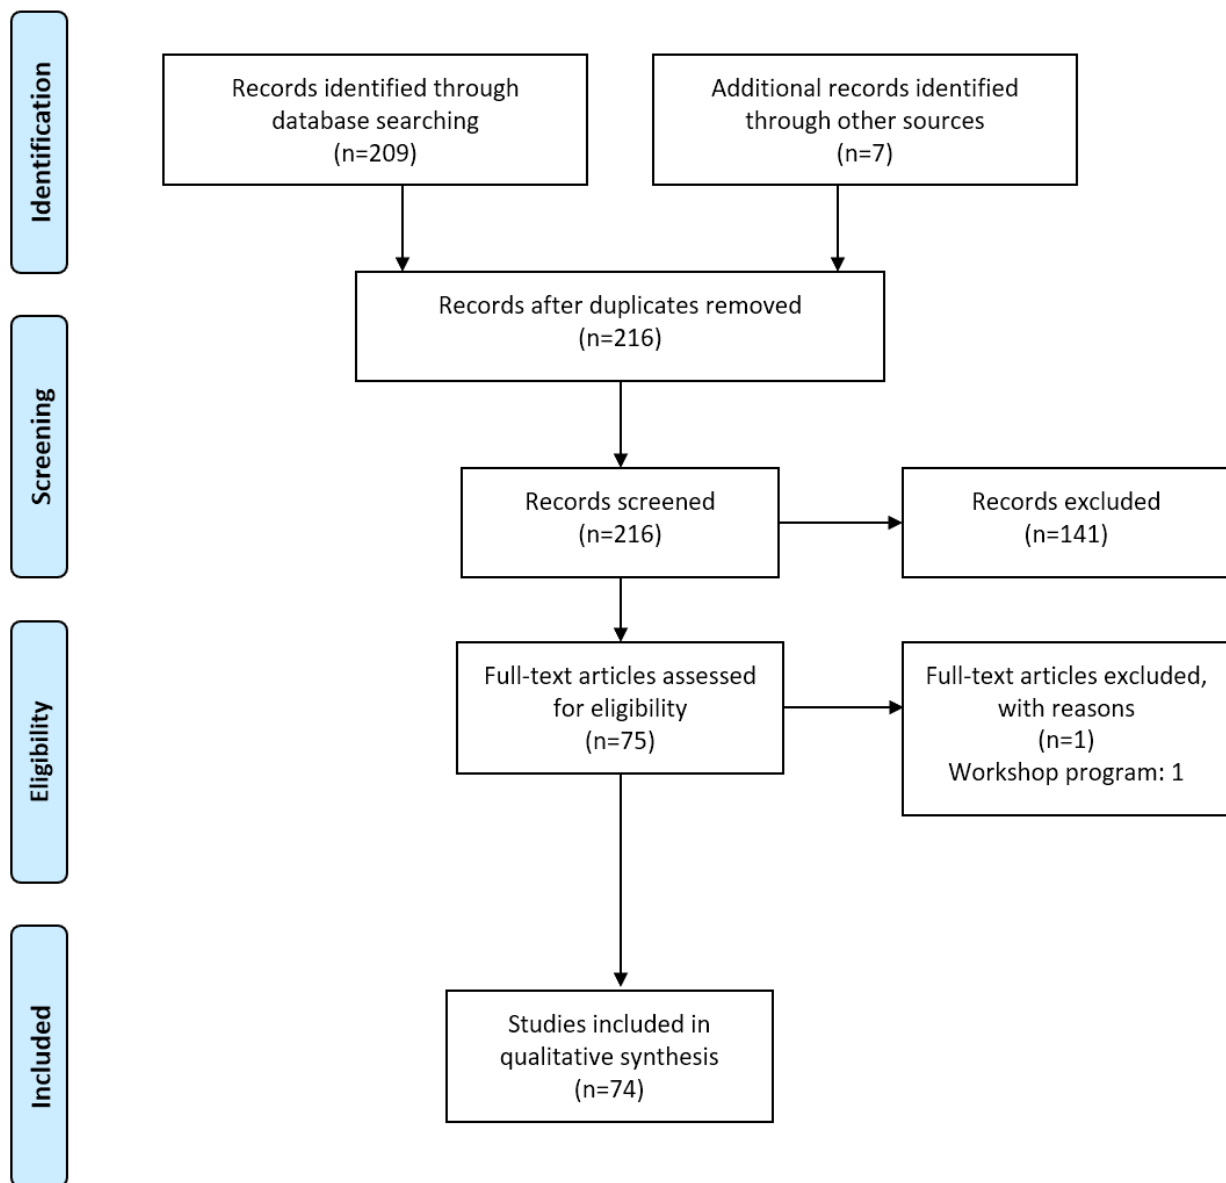 Identification
Records identified through
database searching
(n=209)
Additional records identified
through other sources
(n=7)
Records after duplicates removed
(n=216)
Screening
Records screened
(n=216)
Records excluded
(n=141)
Eligibility
Full-text articles assessed
for eligibility
(n=75)
Full-text articles excluded,
with reasons
(n=1)
Workshop program: 1
Included
Studies included in
qualitative synthesis
(n=74)